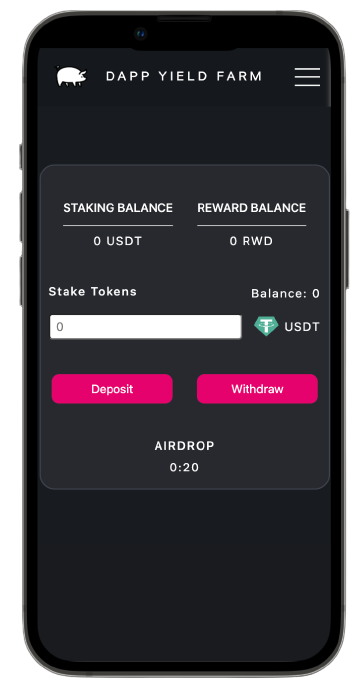 DAPP YIELD FARM
STAKING BALANCE REWARD BALANCE
0 USDT 0 RWD
Stake Tokens Balance: 0
0 USDT
Deposit Withdraw
AIRDROP
0:20